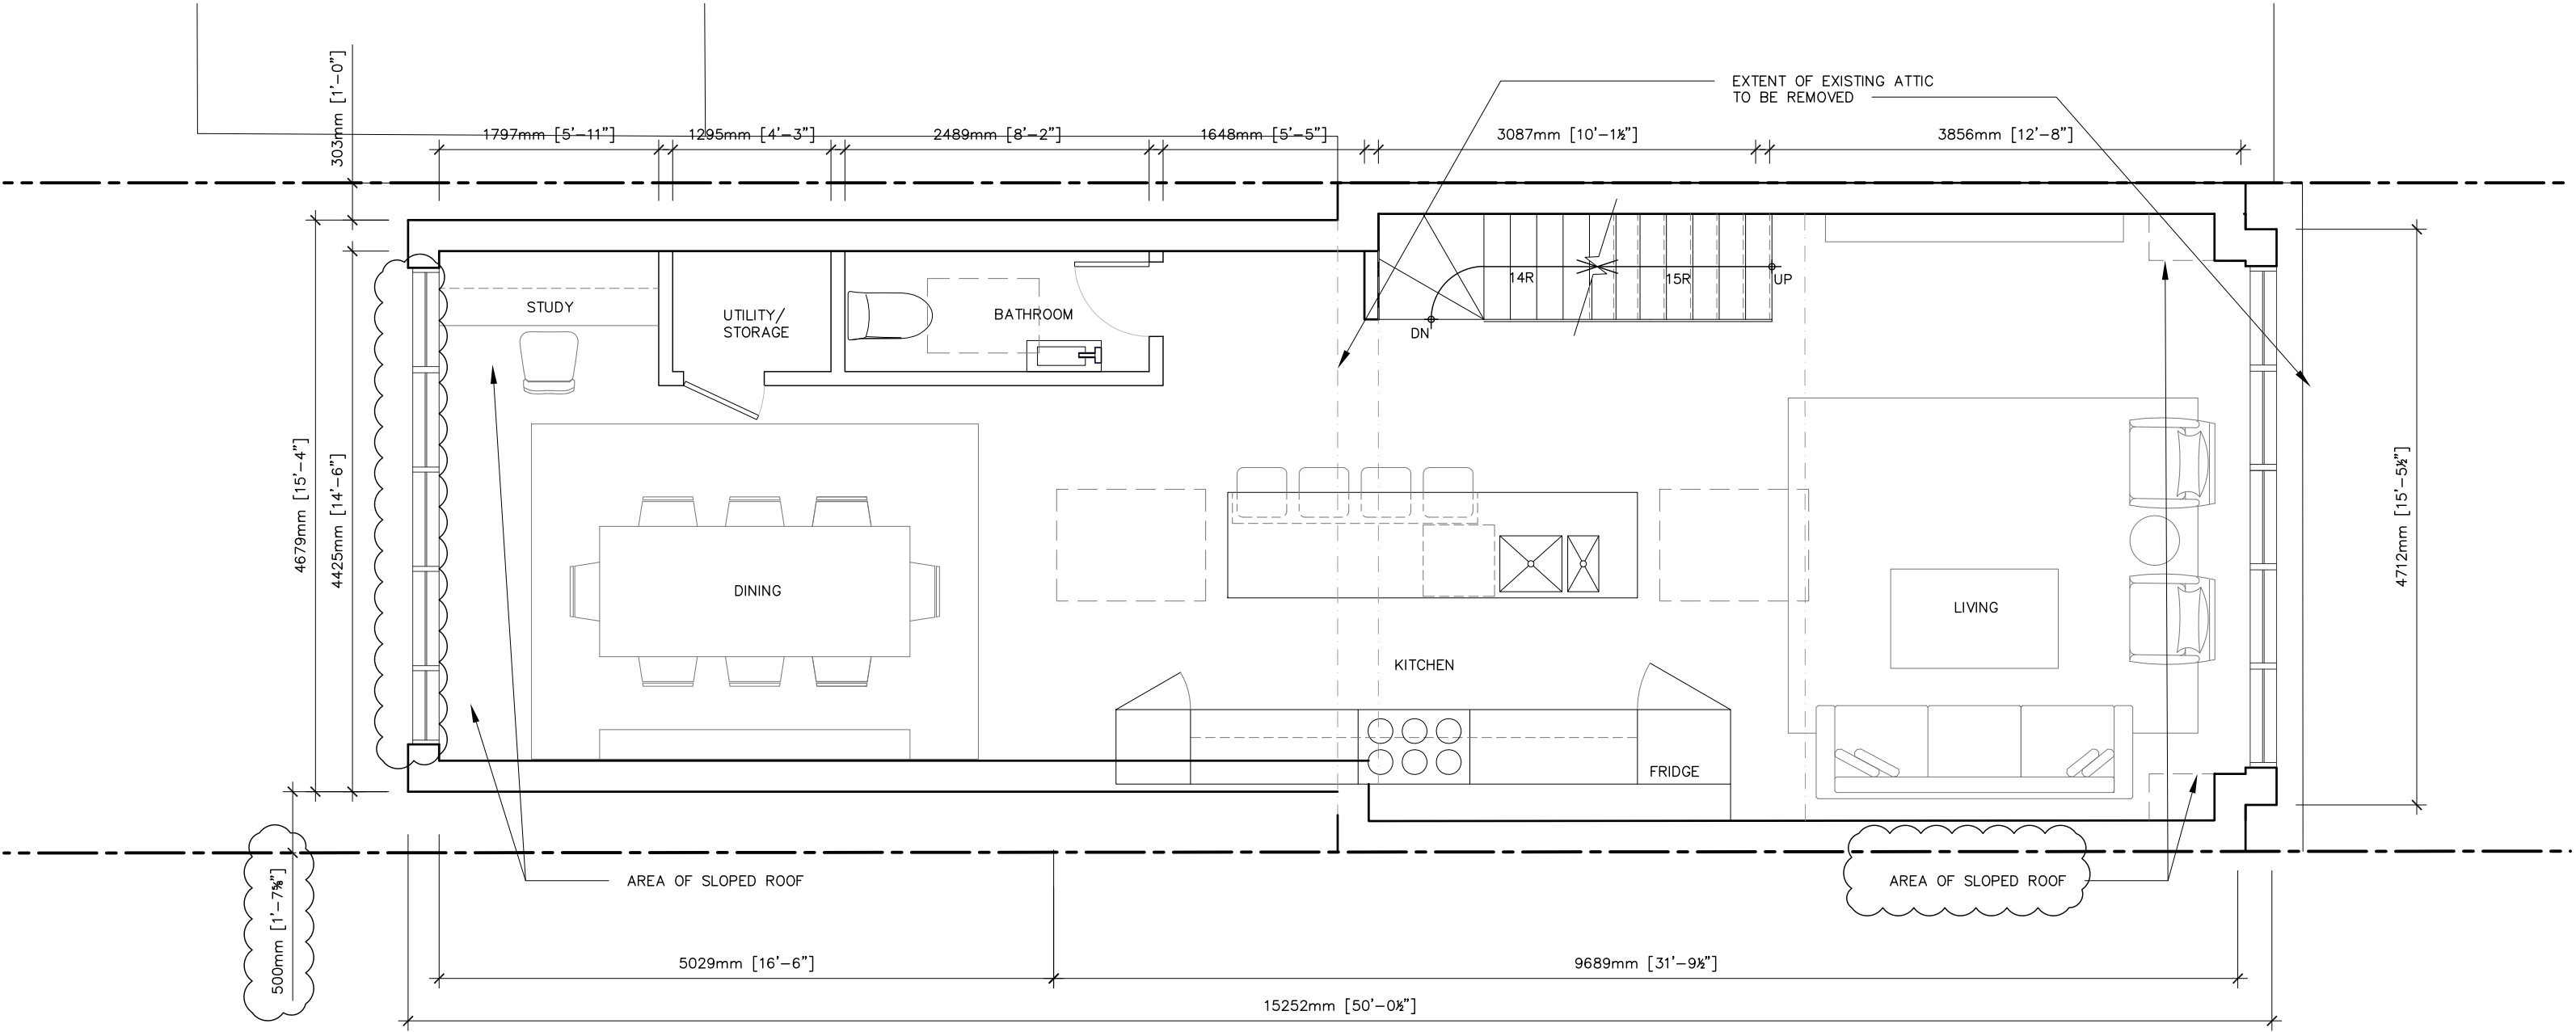 EXTENT OF EXISTING ATTIC
TO BE REMOVED
303mm [1'-0"]
1797mm [5'-11"]
1295mm [4'-3"]
2489mm [8'-2"]
1648mm [5'-5"]
3087mm [10'-1½"]
3856mm [12'-8"]
4679mm [15'-4"]
4425mm [14'-6"]
STUDY
UTILITY/
STORAGE
BATHROOM
14R
15R
UP
DN
4712mm [15'-5½"]
DINING
LIVING
KITCHEN
FRIDGE
AREA OF SLOPED ROOF
AREA OF SLOPED ROOF
500mm [1'-7⅝"]
5029mm [16'-6"]
9689mm [31'-9½"]
15252mm [50'-0½"]